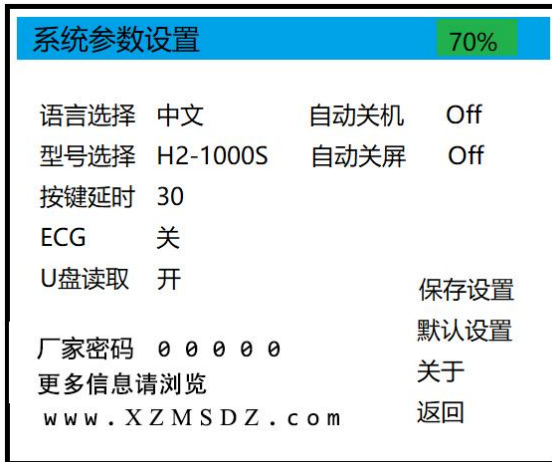 系统参数设置 70%
语言选择 中文 自动关机 Off
型号选择 H2-1000S 自动关屏 Off
按键延时 30
ECG 关
U盘读取 开
保存设置
默认设置
厂家密码 0 0 0 0 0
关于
更多信息请浏览
返回
www.XZMSDZ.com